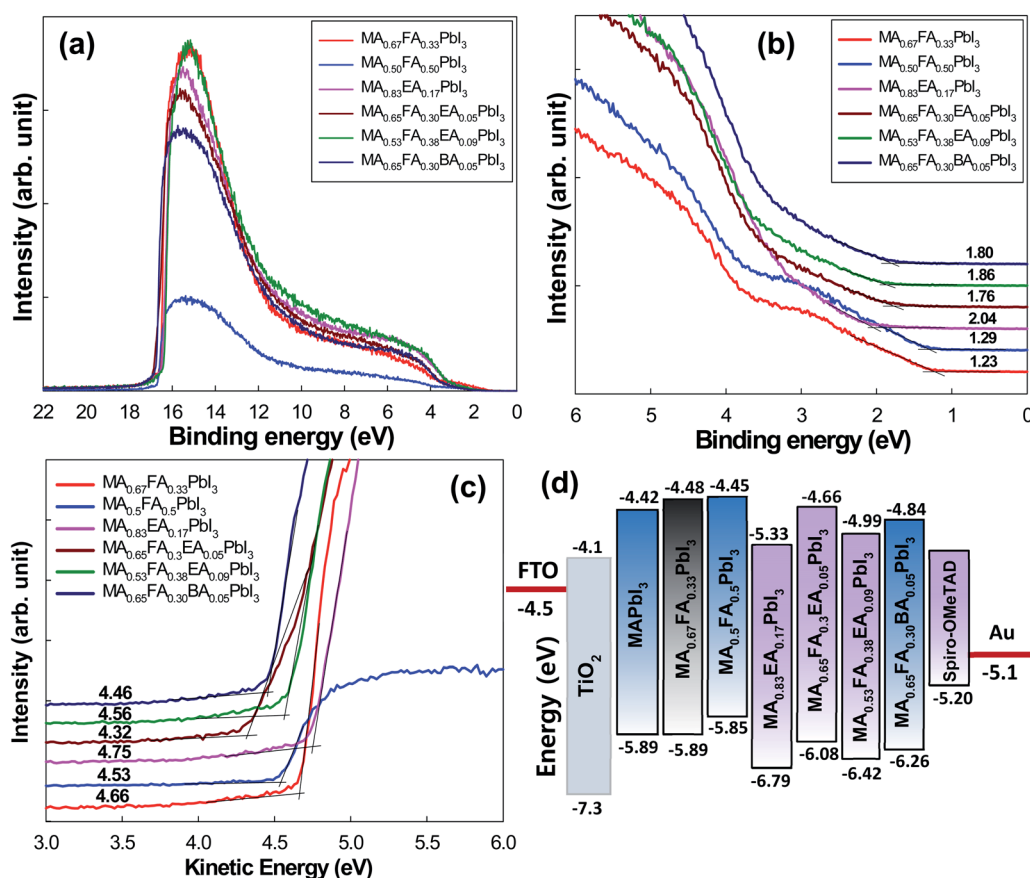 (a)
MA0.67FA0.33PbI3
MA0.50FA0.50PbI3
MA0.83EA0.17PbI3
MA0.65FA0.30EA0.05PbI3
MA0.53FA0.38EA0.09PbI3
MA0.65FA0.30BA0.05PbI3
Intensity (arb. unit)
22 20 18 16 14 12 10 8 6 4 2 0
Binding energy (eV)
(b)
MA0.67FA0.33PbI3
MA0.50FA0.50PbI3
MA0.83EA0.17PbI3
MA0.65FA0.30EA0.05PbI3
MA0.53FA0.38EA0.09PbI3
MA0.65FA0.30BA0.05PbI3
Intensity (arb. unit)
1.80
1.86
1.76
2.04
1.29
1.23
6 5 4 3 2 1 0
Binding energy (eV)
(c)
MA0.67FA0.33PbI3
MA0.5FA0.5PbI3
MA0.83EA0.17PbI3
MA0.65FA0.3EA0.05PbI3
MA0.53FA0.38EA0.09PbI3
MA0.65FA0.30BA0.05PbI3
Intensity (arb. unit)
4.46
4.56
4.32
4.75
4.53
4.66
3.0 3.5 4.0 4.5 5.0 5.5 6.0
Kinetic Energy (eV)
(d)
Energy (eV)
FTO
-4.5
-4.1
TiO2
-7.3
-4.42
MAPbI3
-5.89
-4.48
MA0.67FA0.33PbI3
-5.89
-4.45
MA0.5FA0.5PbI3
-5.85
-5.33
MA0.83EA0.17PbI3
-6.79
-4.66
MA0.65FA0.3EA0.05PbI3
-6.08
-4.99
MA0.53FA0.38EA0.09PbI3
-6.42
-4.84
MA0.65FA0.30BA0.05PbI3
-6.26
Spiro-OMeTAD
-5.20
Au
-5.1